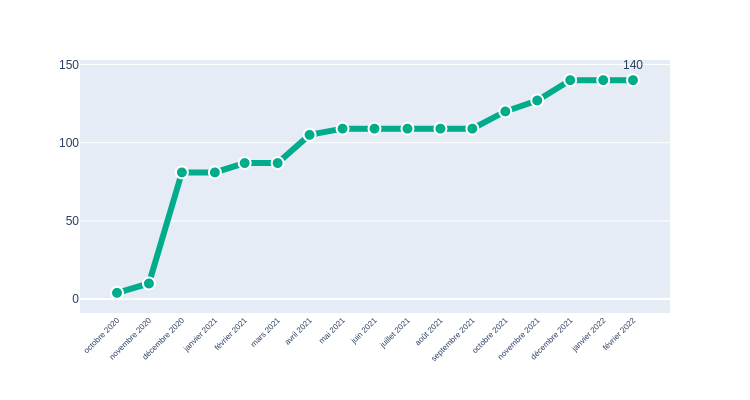 150
140
100
50
0
octobre 2020
novembre 2020
décembre 2020
janvier 2021
février 2021
mars 2021
avril 2021
mai 2021
juin 2021
juillet 2021
août 2021
septembre 2021
octobre 2021
novembre 2021
décembre 2021
janvier 2022
février 2022